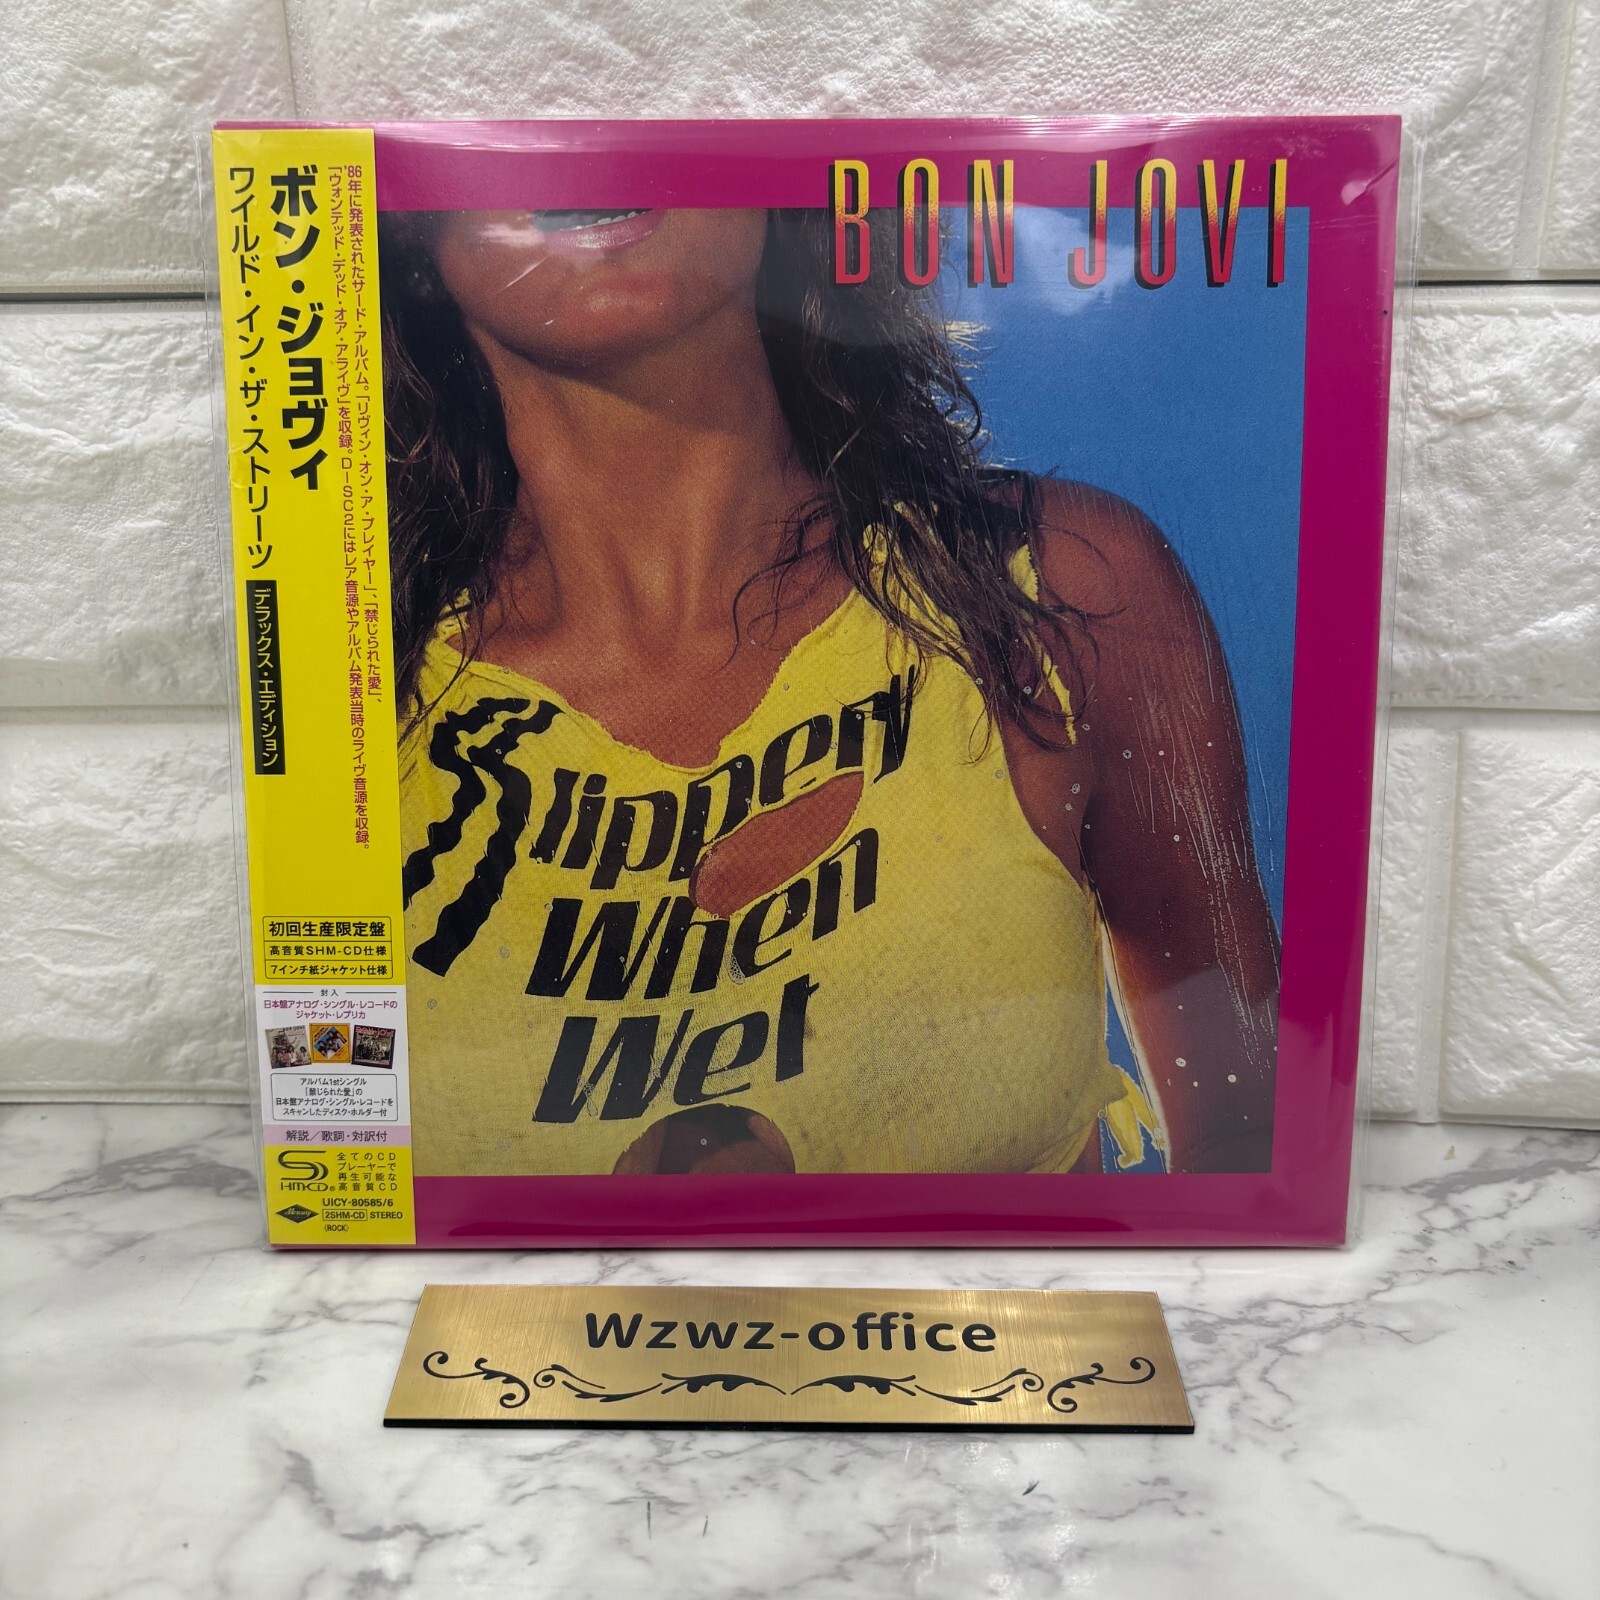 ボン・ジョヴィ
ワイルド・イン・ザ・ストリーツ
デラックス・エディション
'86年に発表されたサード・アルバム。「リヴィン・オン・ア・プレイヤー」、「禁じられた愛」、
「ウォンテッド・デッド・オア・アライヴ」を収録。DISC2にはレア音源やアルバム発表当時のライヴ音源を収録。
初回生産限定盤
高音質SHM-CD仕様
7インチ紙ジャケット仕様
封入
日本盤アナログ・シングル・レコードの
ジャケット・レプリカ
アルバム1stシングル
「禁じられた愛」の
日本盤アナログ・シングル・レコードを
スキャンしたディスク・ホルダー付
解説/歌詞・対訳付
SHM-CD®
全てのCD
プレーヤーで
再生可能な
高音質CD
Mercury
UICY-80585/6
2SHM-CD STEREO
(ROCK)
BON JOVI
Slippery
When
Wet
Wzwz-office